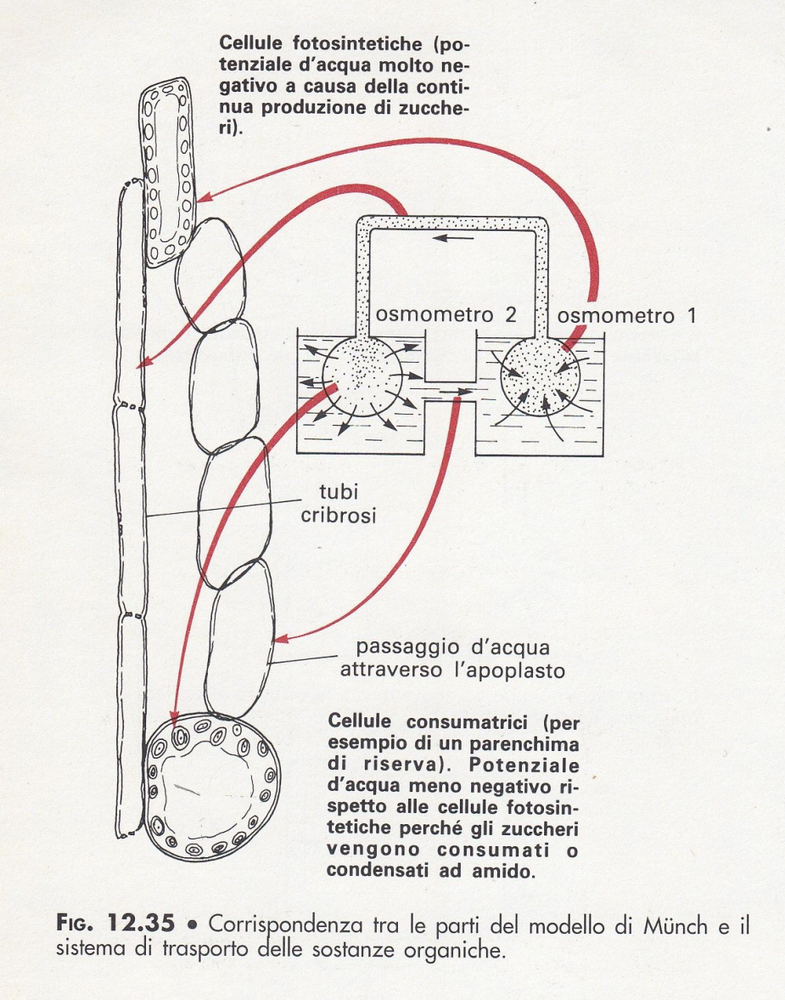 Cellule fotosintetiche (po-
tenziale d'acqua molto ne-
gativo a causa della conti-
nua produzione di zucche-
ri).
osmometro 2
osmometro 1
tubi
cribrosi
passaggio d'acqua
attraverso l'apoplasto
Cellule consumatrici (per
esempio di un parenchima
di riserva). Potenziale
d'acqua meno negativo ri-
spetto alle cellule fotosin-
tetiche perché gli zuccheri
vengono consumati o
condensati ad amido.
FIG. 12.35 • Corrispondenza tra le parti del modello di Münch e il
sistema di trasporto delle sostanze organiche.